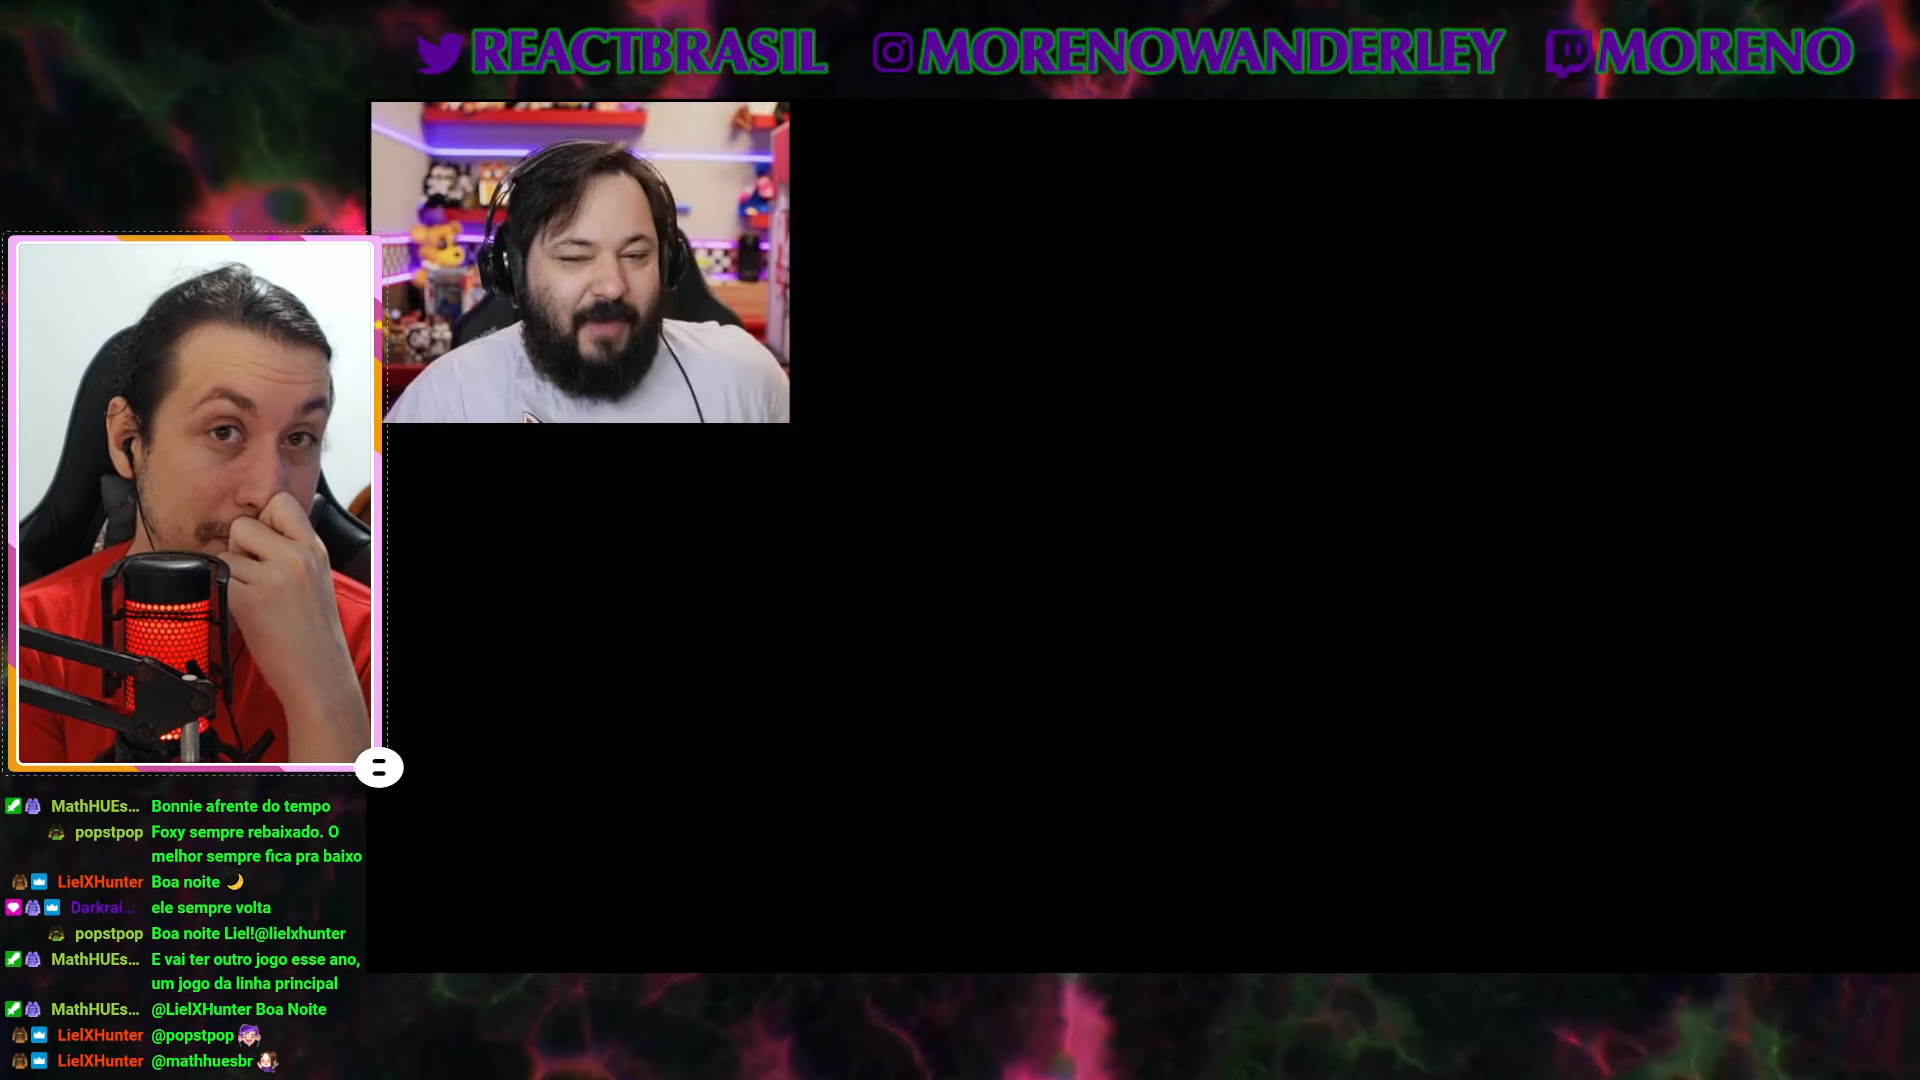 REACTBRASIL MORENOWANDERLEY MORENO
MathHUEs... Bonnie afrente do tempo
popstpop Foxy sempre rebaixado. O
melhor sempre fica pra baixo
LielXHunter Boa noite 🌙
Darkrai... ele sempre volta
popstpop Boa noite Liel!@lielxhunter
MathHUEs... E vai ter outro jogo esse ano,
um jogo da linha principal
MathHUEs... @LielXHunter Boa Noite
LielXHunter @popstpop
LielXHunter @mathhuesbr